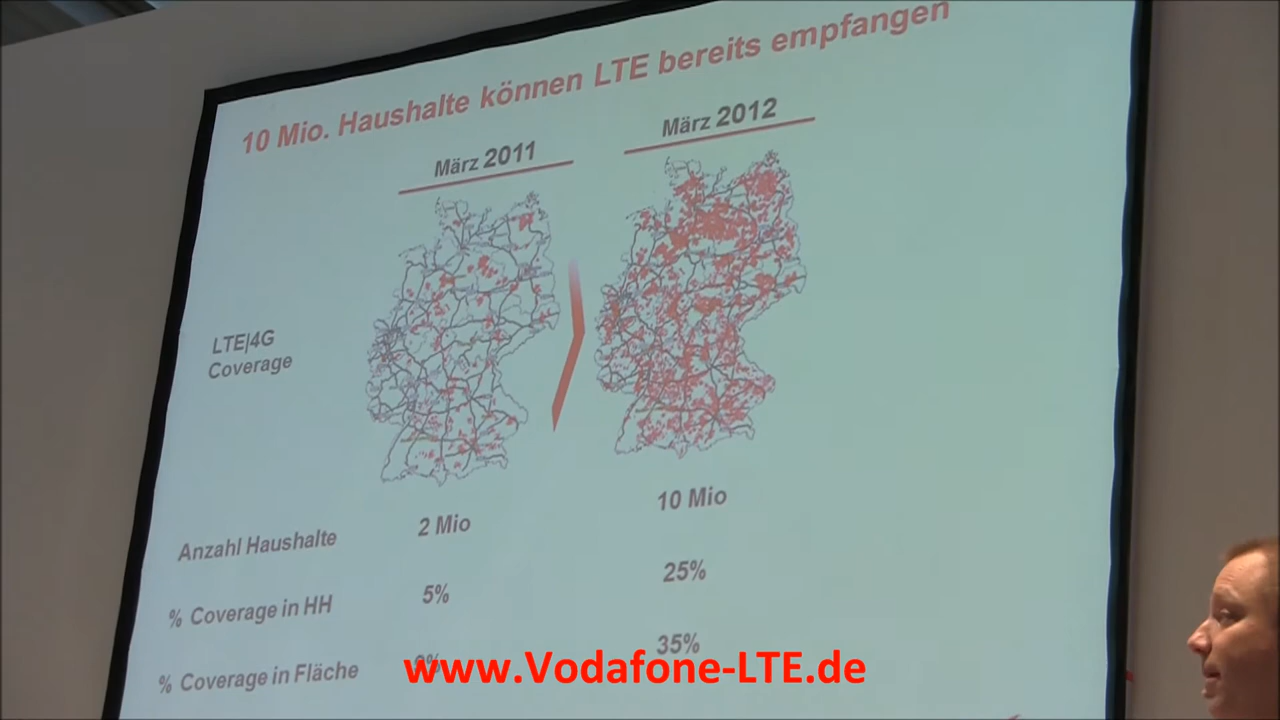 10 Mio. Haushalte können LTE bereits empfangen
März 2011
März 2012
LTE|4G
Coverage
Anzahl Haushalte
2 Mio
10 Mio
% Coverage in HH
5%
25%
% Coverage in Fläche
35%
www.Vodafone-LTE.de